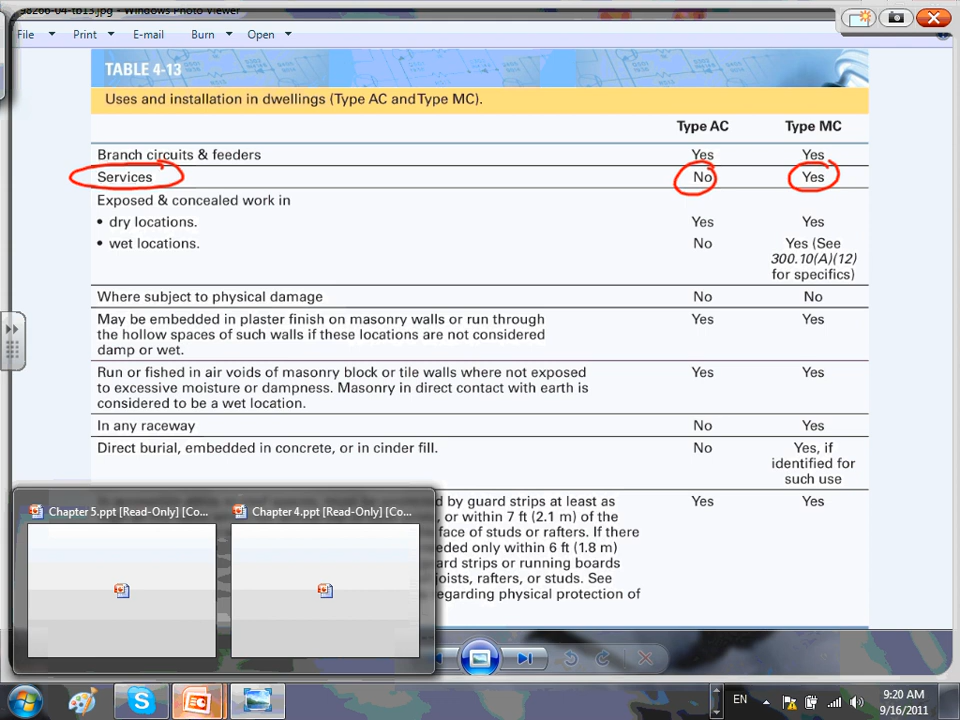 98266-04-tb13.jpg - Windows Photo Viewer
File Print E-mail Burn Open
TABLE 4-13
Uses and installation in dwellings (Type AC and Type MC).
Type AC Type MC
Branch circuits & feeders Yes Yes
Services No Yes
Exposed & concealed work in
• dry locations. Yes Yes
• wet locations. No Yes (See
300.10(A)(12)
for specifics)
Where subject to physical damage No No
May be embedded in plaster finish on masonry walls or run through Yes Yes
the hollow spaces of such walls if these locations are not considered
damp or wet.
Run or fished in air voids of masonry block or tile walls where not exposed Yes Yes
to excessive moisture or dampness. Masonry in direct contact with earth is
considered to be a wet location.
In any raceway No Yes
Direct burial, embedded in concrete, or in cinder fill. No Yes, if
identified for
such use
d by guard strips at least as Yes Yes
, or within 7 ft (2.1 m) of the
face of studs or rafters. If there
eded only within 6 ft (1.8 m)
ard strips or running boards
joists, rafters, or studs. See
regarding physical protection of
Chapter 5.ppt [Read-Only] [Co... Chapter 4.ppt [Read-Only] [Co...
EN
9:20 AM
9/16/2011